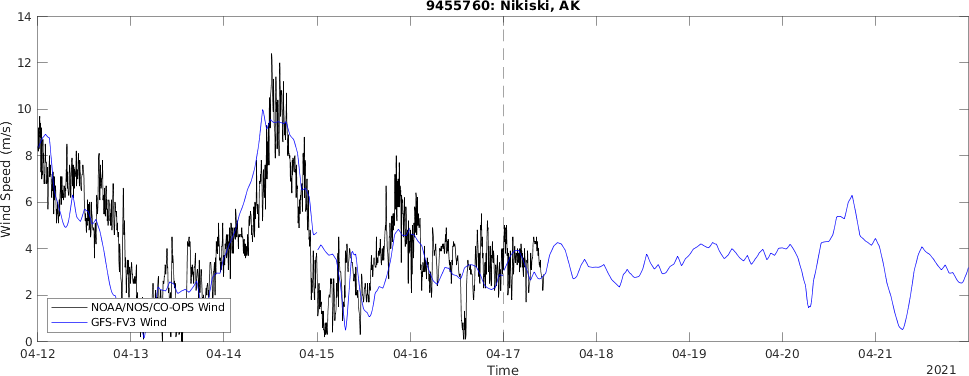 9455760: Nikiski, AK
Wind Speed (m/s)
14
12
10
8
6
4
2
0
NOAA/NOS/CO-OPS Wind
GFS-FV3 Wind
04-12 04-13 04-14 04-15 04-16 04-17 04-18 04-19 04-20 04-21
Time
2021